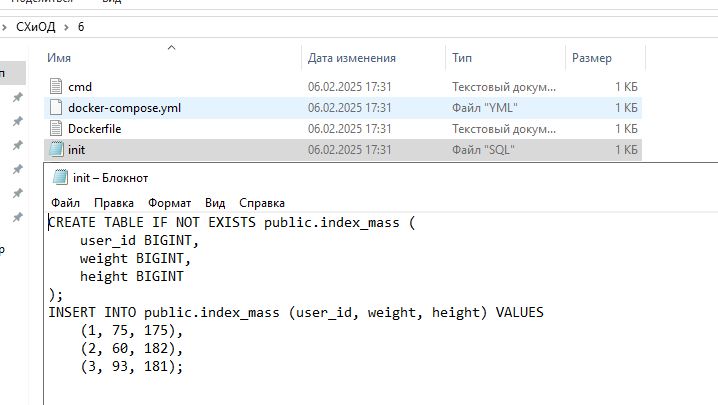 СХиОД > 6
Имя Дата изменения Тип Размер
cmd 06.02.2025 17:31 Текстовый докум... 1 КБ
docker-compose.yml 06.02.2025 17:31 Файл "YML" 1 КБ
Dockerfile 06.02.2025 17:31 Текстовый докум... 1 КБ
init 06.02.2025 17:31 Файл "SQL" 1 КБ
init – Блокнот
Файл Правка Формат Вид Справка
CREATE TABLE IF NOT EXISTS public.index_mass (
    user_id BIGINT,
    weight BIGINT,
    height BIGINT
);
INSERT INTO public.index_mass (user_id, weight, height) VALUES
    (1, 75, 175),
    (2, 60, 182),
    (3, 93, 181);